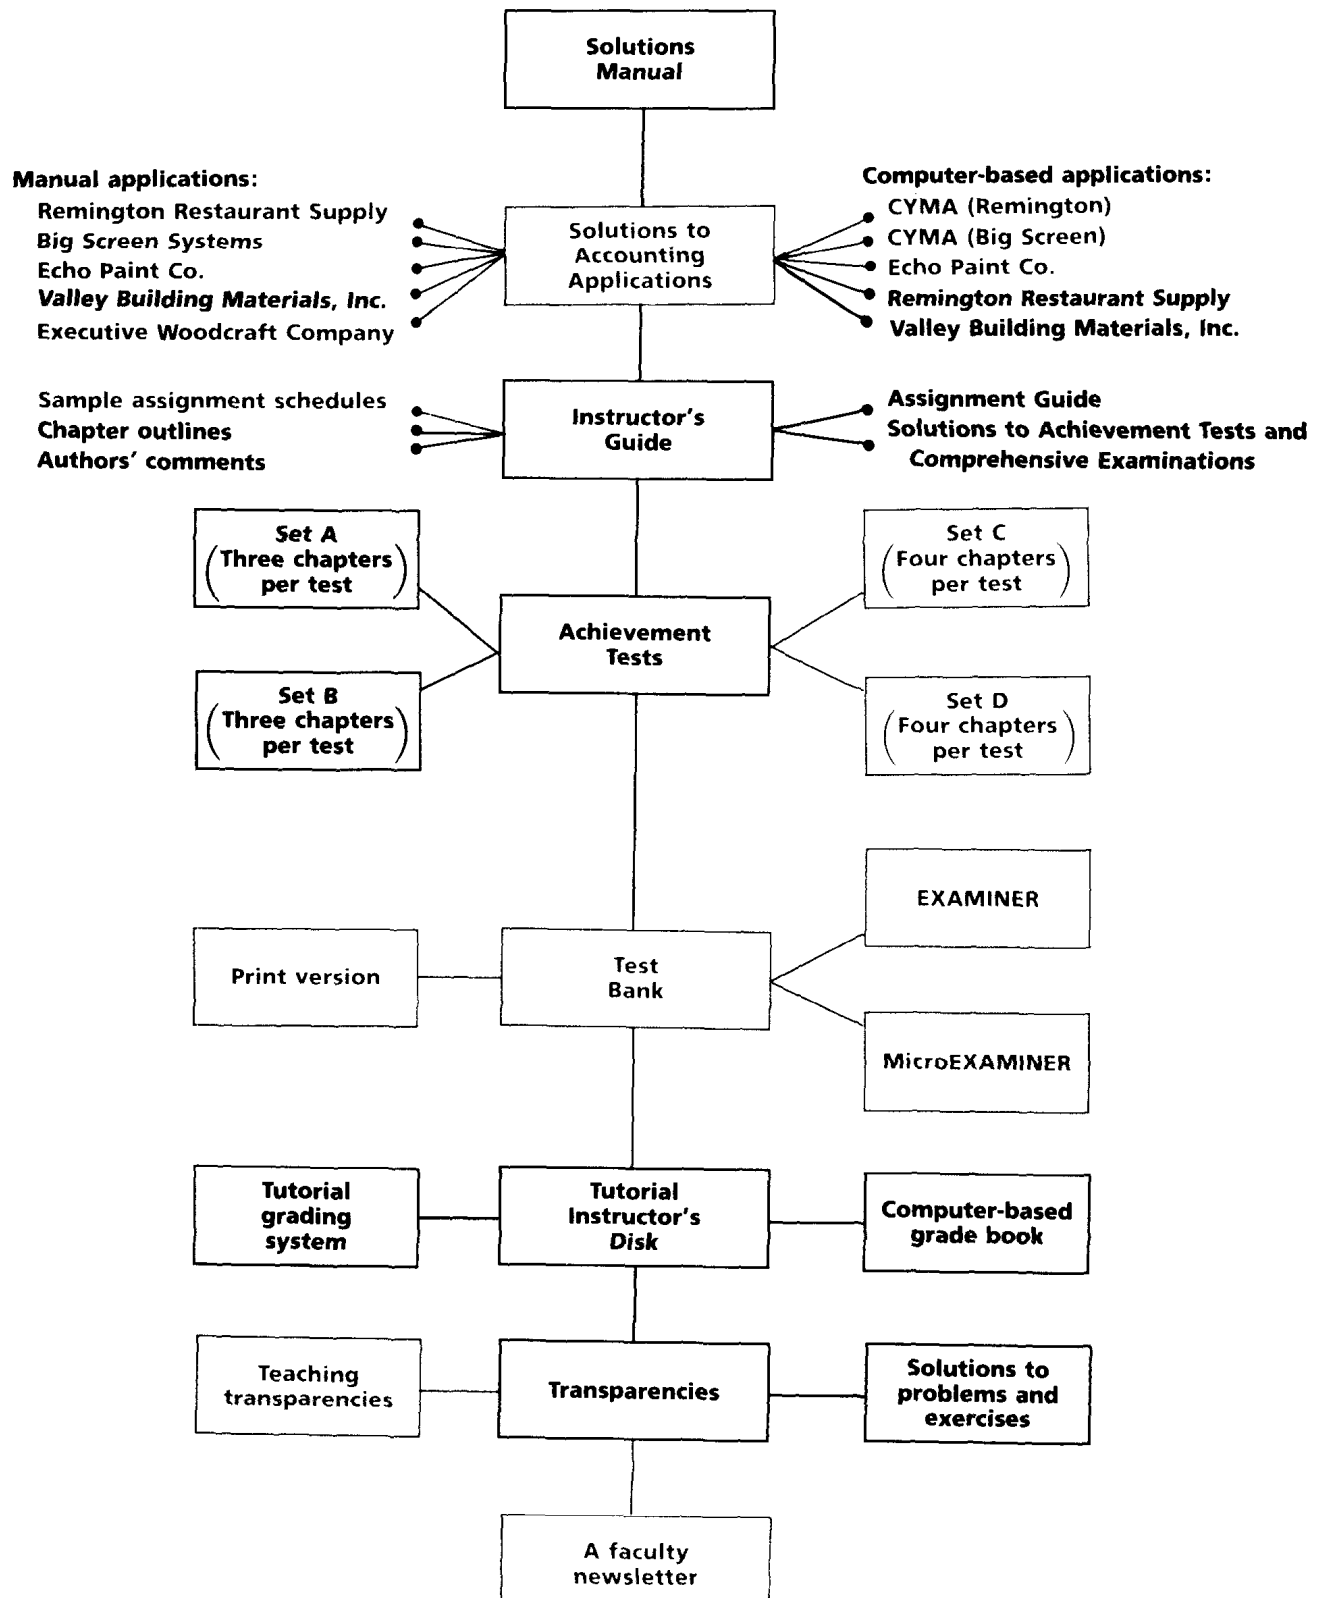 Solutions
Manual
Manual applications:
Remington Restaurant Supply
Big Screen Systems
Echo Paint Co.
Valley Building Materials, Inc.
Executive Woodcraft Company
Solutions to
Accounting
Applications
Computer-based applications:
CYMA (Remington)
CYMA (Big Screen)
Echo Paint Co.
Remington Restaurant Supply
Valley Building Materials, Inc.
Sample assignment schedules
Chapter outlines
Authors' comments
Instructor's
Guide
Assignment Guide
Solutions to Achievement Tests and
Comprehensive Examinations
Set A
(Three chapters
per test)
Set B
(Three chapters
per test)
Achievement
Tests
Set C
(Four chapters
per test)
Set D
(Four chapters
per test)
Print version
Test
Bank
EXAMINER
MicroEXAMINER
Tutorial
grading
system
Tutorial
Instructor's
Disk
Computer-based
grade book
Teaching
transparencies
Transparencies
Solutions to
problems and
exercises
A faculty
newsletter